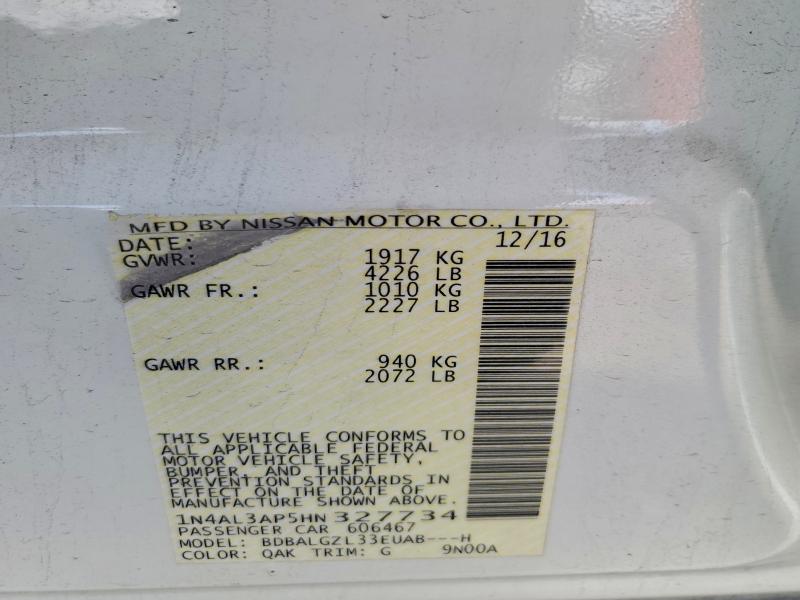 MFD BY NISSAN MOTOR CO., LTD.
DATE: 12/16
GVWR: 1917 KG
4226 LB
GAWR FR.: 1010 KG
2227 LB
GAWR RR.: 940 KG
2072 LB
THIS VEHICLE CONFORMS TO
ALL APPLICABLE FEDERAL
MOTOR VEHICLE SAFETY,
BUMPER, AND THEFT
PREVENTION STANDARDS IN
EFFECT ON THE DATE OF
MANUFACTURE SHOWN ABOVE.
1N4AL3AP5HN327734
PASSENGER CAR 606467
MODEL: BDBALGZL33EUAB---H
COLOR: QAK TRIM: G 9N00A